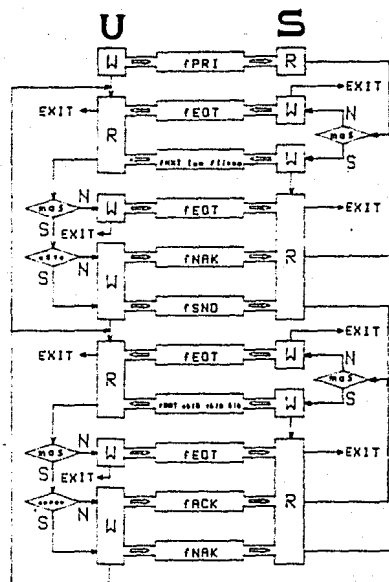 U S
W fPRI R
EXIT
EXIT fEOT W N
R mas
W S
mas N W fEOT EXIT
S EXIT R
N fNAK
S W
fSND
EXIT
EXIT fEOT W N
R mas
W S
mas N W fEOT EXIT
S EXIT
N fACK R
S W
fNAK